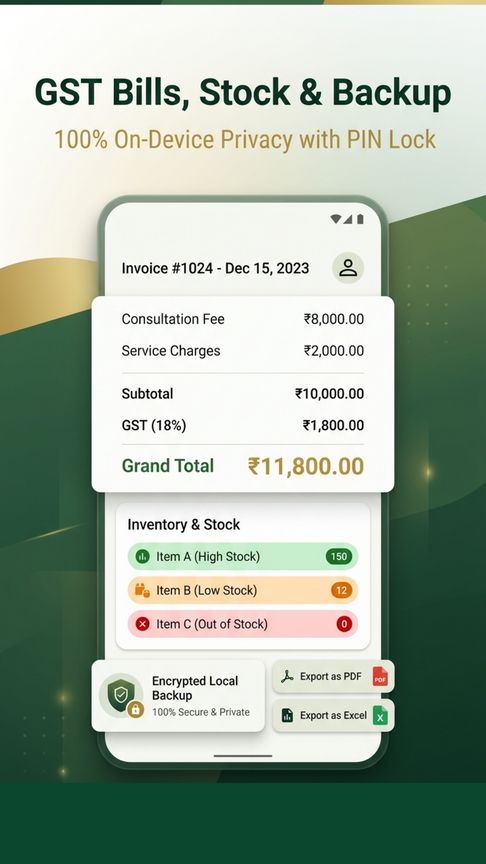 GST Bills, Stock & Backup
100% On-Device Privacy with PIN Lock
Invoice #1024 - Dec 15, 2023
Consultation Fee ₹8,000.00
Service Charges ₹2,000.00
Subtotal ₹10,000.00
GST (18%) ₹1,800.00
Grand Total ₹11,800.00
Inventory & Stock
Item A (High Stock) 150
Item B (Low Stock) 12
Item C (Out of Stock) 0
Encrypted Local
Backup
100% Secure & Private
Export as PDF PDF
Export as Excel X